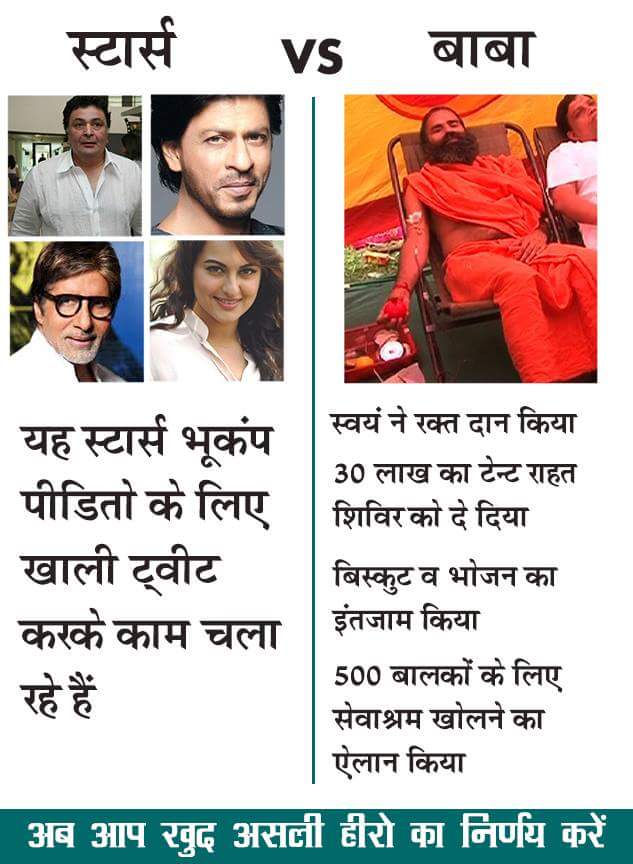 स्टार्स vs बाबा
यह स्टार्स भूकंप
पीडितो के लिए
खाली ट्वीट
करके काम चला
रहे हैं
स्वयं ने रक्त दान किया
30 लाख का टेन्ट राहत
शिविर को दे दिया
बिस्कुट व भोजन का
इंतजाम किया
500 बालकों के लिए
सेवाश्रम खोलने का
ऐलान किया
अब आप खुद असली हीरो का निर्णय करें